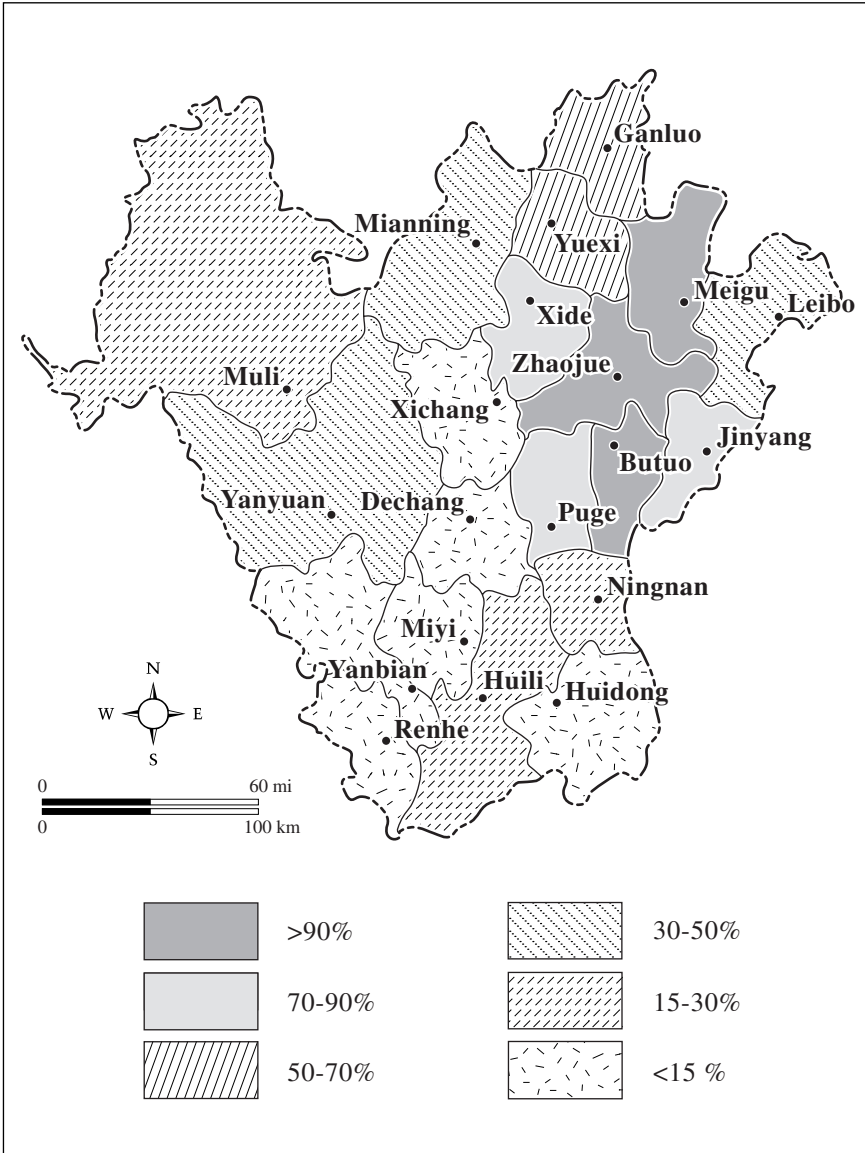 Ganluo
Mianning
Yuexi
Meigu
Leibo
Xide
Zhaojue
Muli
Xichang
Jinyang
Butuo
Yanyuan
Dechang
Puge
Ningnan
Miyi
Yanbian
Huili
Huidong
Renhe
N
W E
S
0 60 mi
0 100 km
>90%
70-90%
50-70%
30-50%
15-30%
<15 %